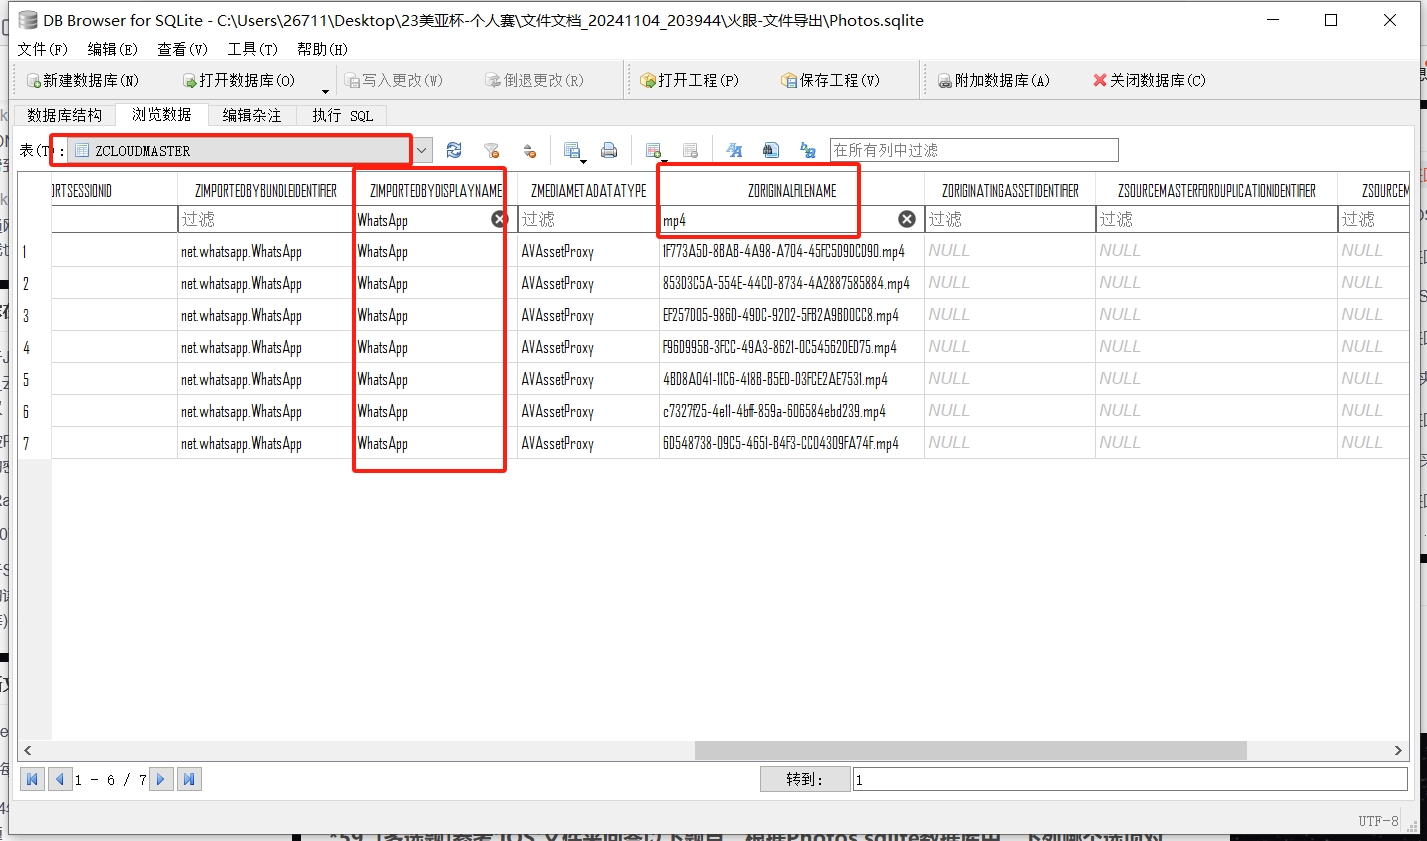 DB Browser for SQLite - C:\Users\26711\Desktop\23美亚杯-个人赛\文件文档_20241104_203944\火眼-文件导出\Photos.sqlite
文件(F) 编辑(E) 查看(V) 工具(T) 帮助(H)
新建数据库(N) 打开数据库(O) 写入更改(W) 倒退更改(R) 打开工程(P) 保存工程(V) 附加数据库(A) 关闭数据库(C)
数据库结构 浏览数据 编辑杂注 执行 SQL
表(T): ZCLOUDMASTER 在所有列中过滤
ORTSESSIONID ZIMPORTEDBYBUNDLEIDENTIFIER ZIMPORTEDBYDISPLAYNAME ZMEDIAMETADATATYPE ZORIGINALFILENAME ZORIGINATINGASSETIDENTIFIER ZSOURCEMASTERFORDUPLICATIONIDENTIFIER ZSOURCEM
过滤 WhatsApp 过滤 mp4 过滤 过滤 过滤
1 net.whatsapp.WhatsApp WhatsApp AVAssetProxy 1F773A5D-8BAB-4A98-A704-45FC5D9DCD90.mp4 NULL NULL NULL
2 net.whatsapp.WhatsApp WhatsApp AVAssetProxy 853D3C5A-554E-44CD-8734-4A2887585884.mp4 NULL NULL NULL
3 net.whatsapp.WhatsApp WhatsApp AVAssetProxy EF257D05-986D-49DC-9202-5FB2A9BD0CC8.mp4 NULL NULL NULL
4 net.whatsapp.WhatsApp WhatsApp AVAssetProxy F96D995B-3FCC-49A3-8621-0C54562DED75.mp4 NULL NULL NULL
5 net.whatsapp.WhatsApp WhatsApp AVAssetProxy 4BD8A041-11C6-418B-B5ED-D3FCE2AE7531.mp4 NULL NULL NULL
6 net.whatsapp.WhatsApp WhatsApp AVAssetProxy c7327f25-4e11-4bff-859a-606584ebd239.mp4 NULL NULL NULL
7 net.whatsapp.WhatsApp WhatsApp AVAssetProxy 6D548738-09C5-4651-B4F3-CC04309FA74F.mp4 NULL NULL NULL
1 - 6 / 7 转到: 1
UTF-8